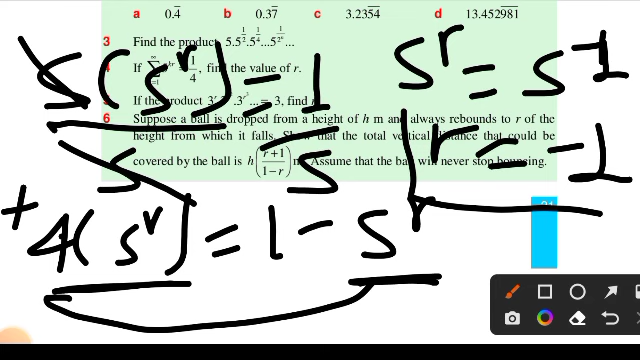 a 0.4̅ b 0.37̅ c 3.2354̅ d 13.452981̅
3 Find the product 5.5^{1/2}.5^{1/4}...5^{1/2^n}...
4 If , find the value of r.
If the product 3^r.3^{r²}... = 3, find r
6 Suppose a ball is dropped from a height of h m and always rebounds to r of the
height from which it falls. Show that the total vertical distance that could be
covered by the ball is h((r+1)/(1−r)) m. Assume that the ball will never stop
5(5^r) = 1
5 5
4(5^r) = 1 - 5^r
5^r = 5^-1
r = -1